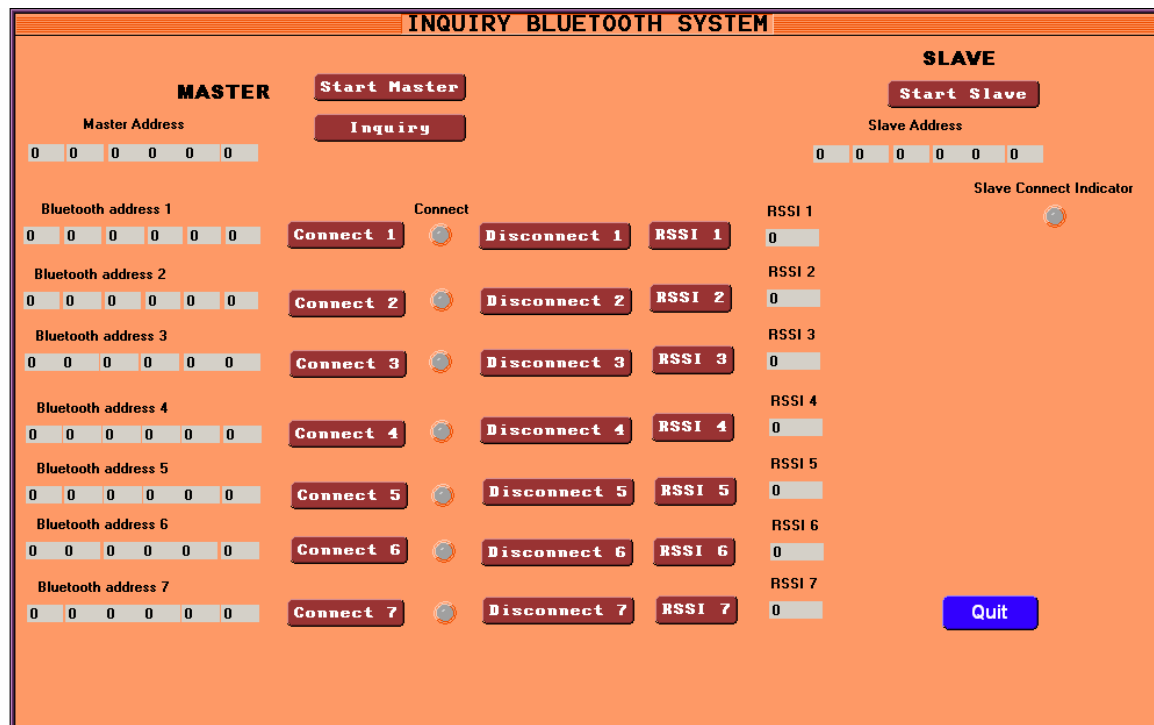 INQUIRY BLUETOOTH SYSTEM
SLAVE
MASTER
Start Master
Start Slave
Master Address
Inquiry
Slave Address
0 0 0 0 0 0
0 0 0 0 0 0
Slave Connect Indicator
Bluetooth address 1 Connect RSSI 1
0 0 0 0 0 0 Connect 1 Disconnect 1 RSSI 1 0
Bluetooth address 2 RSSI 2
0 0 0 0 0 0 Connect 2 Disconnect 2 RSSI 2 0
Bluetooth address 3 RSSI 3
0 0 0 0 0 0 Connect 3 Disconnect 3 RSSI 3 0
Bluetooth address 4 RSSI 4
0 0 0 0 0 0 Connect 4 Disconnect 4 RSSI 4 0
Bluetooth address 5 RSSI 5
0 0 0 0 0 0 Connect 5 Disconnect 5 RSSI 5 0
Bluetooth address 6 RSSI 6
0 0 0 0 0 0 Connect 6 Disconnect 6 RSSI 6 0
Bluetooth address 7 RSSI 7
0 0 0 0 0 0 Connect 7 Disconnect 7 RSSI 7 0
Quit